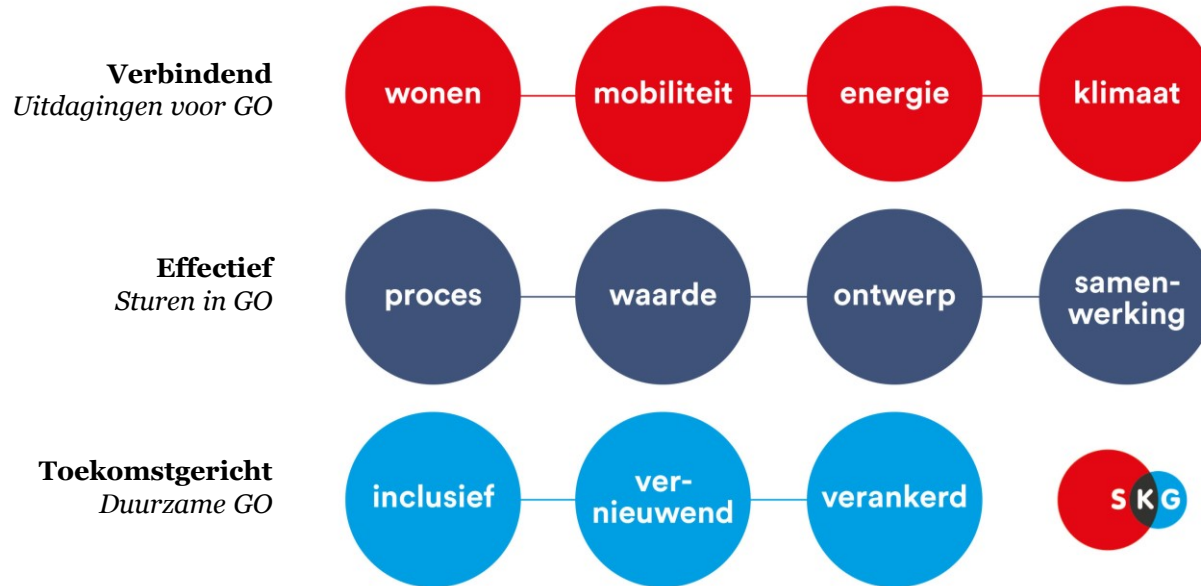 Verbindend
Uitdagingen voor GO
wonen
mobiliteit
energie
klimaat
Effectief
Sturen in GO
proces
waarde
ontwerp
samen-
werking
Toekomstgericht
Duurzame GO
inclusief
ver-
nieuwend
verankerd
SKG